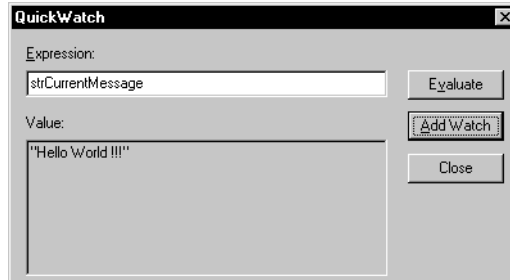 QuickWatch
Expression:
strCurrentMessage
Evaluate
Value:
Add Watch
"Hello World !!!"
Close